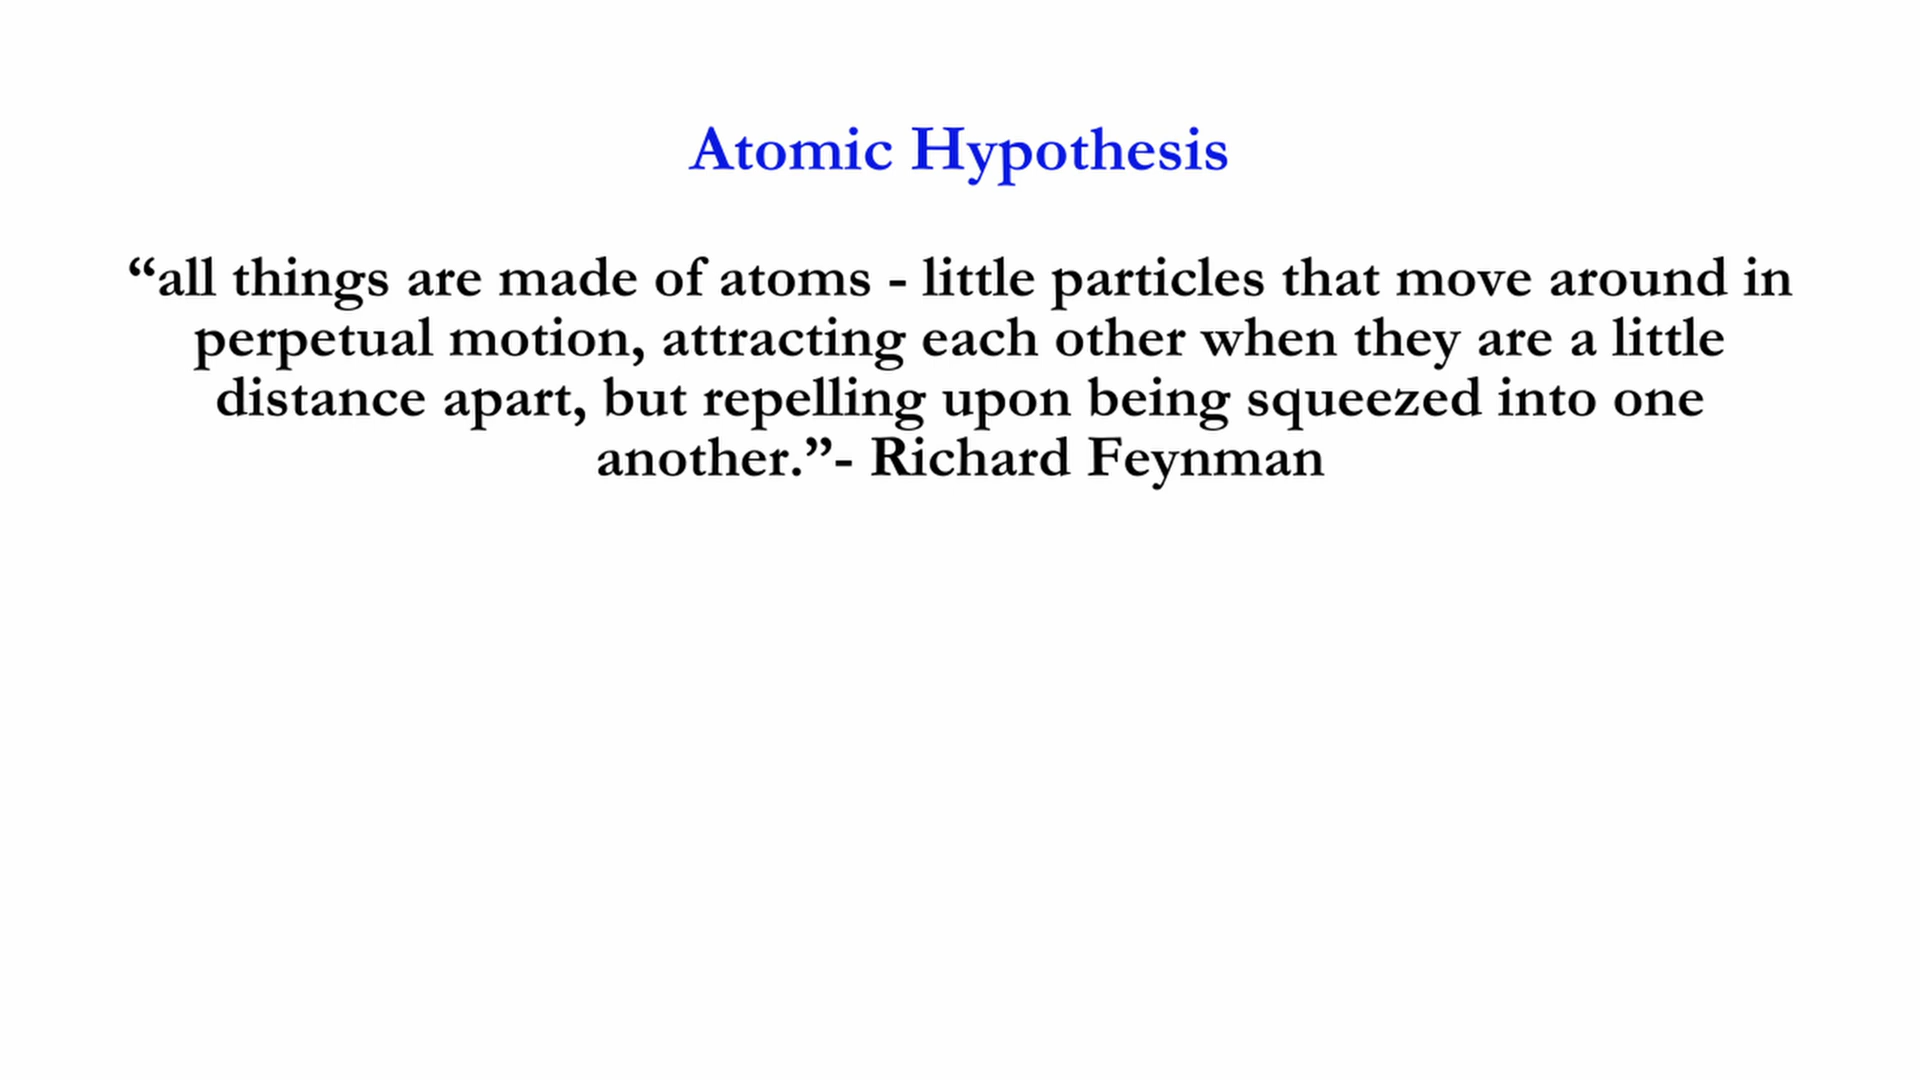 Atomic Hypothesis
“all things are made of atoms - little particles that move around in
perpetual motion, attracting each other when they are a little
distance apart, but repelling upon being squeezed into one
another.”- Richard Feynman